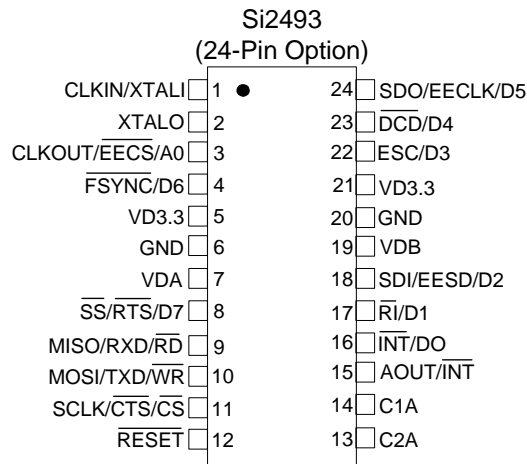 Si2493
(24-Pin Option)
CLKIN/XTALI 1 24 SDO/EECLK/D5
XTALO 2 23 DCD/D4
CLKOUT/EECS/A0 3 22 ESC/D3
FSYNC/D6 4 21 VD3.3
VD3.3 5 20 GND
GND 6 19 VDB
VDA 7 18 SDI/EESD/D2
SS/RTS/D7 8 17 RI/D1
MISO/RXD/RD 9 16 INT/DO
MOSI/TXD/WR 10 15 AOUT/INT
SCLK/CTS/CS 11 14 C1A
RESET 12 13 C2A